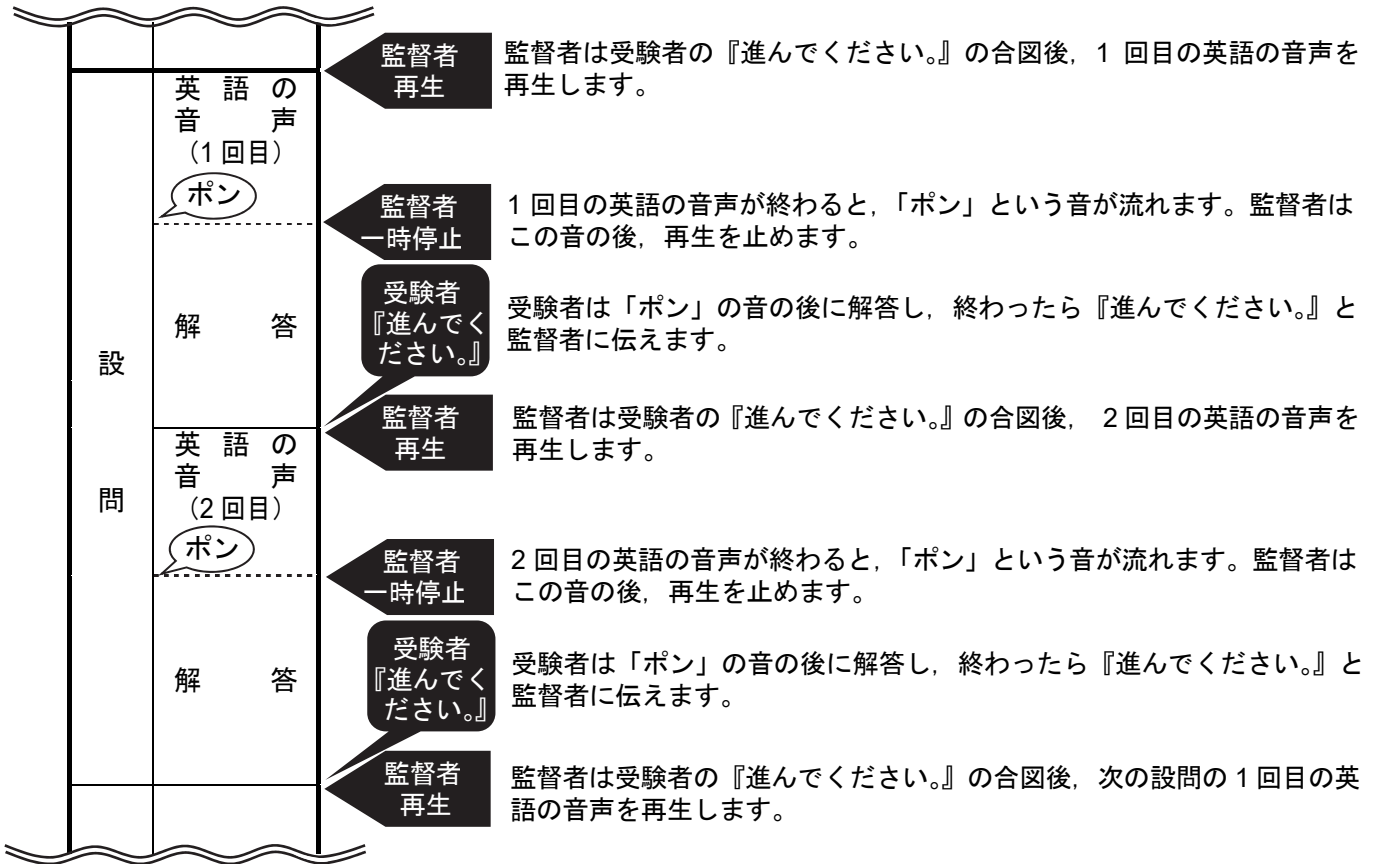 監督者
再生
監督者は受験者の『進んでください。』の合図後，1 回目の英語の音声を
再生します。
英語の
音声
（1 回目）
ポン
監督者
一時停止
1 回目の英語の音声が終わると，「ポン」という音が流れます。監督者は
この音の後，再生を止めます。
解答
受験者
『進んでく
ださい。』
受験者は「ポン」の音の後に解答し，終わったら『進んでください。』と
監督者に伝えます。
設問
監督者
再生
監督者は受験者の『進んでください。』の合図後，2 回目の英語の音声を
再生します。
英語の
音声
（2 回目）
ポン
監督者
一時停止
2 回目の英語の音声が終わると，「ポン」という音が流れます。監督者は
この音の後，再生を止めます。
解答
受験者
『進んでく
ださい。』
受験者は「ポン」の音の後に解答し，終わったら『進んでください。』と
監督者に伝えます。
監督者
再生
監督者は受験者の『進んでください。』の合図後，次の設問の 1 回目の英
語の音声を再生します。